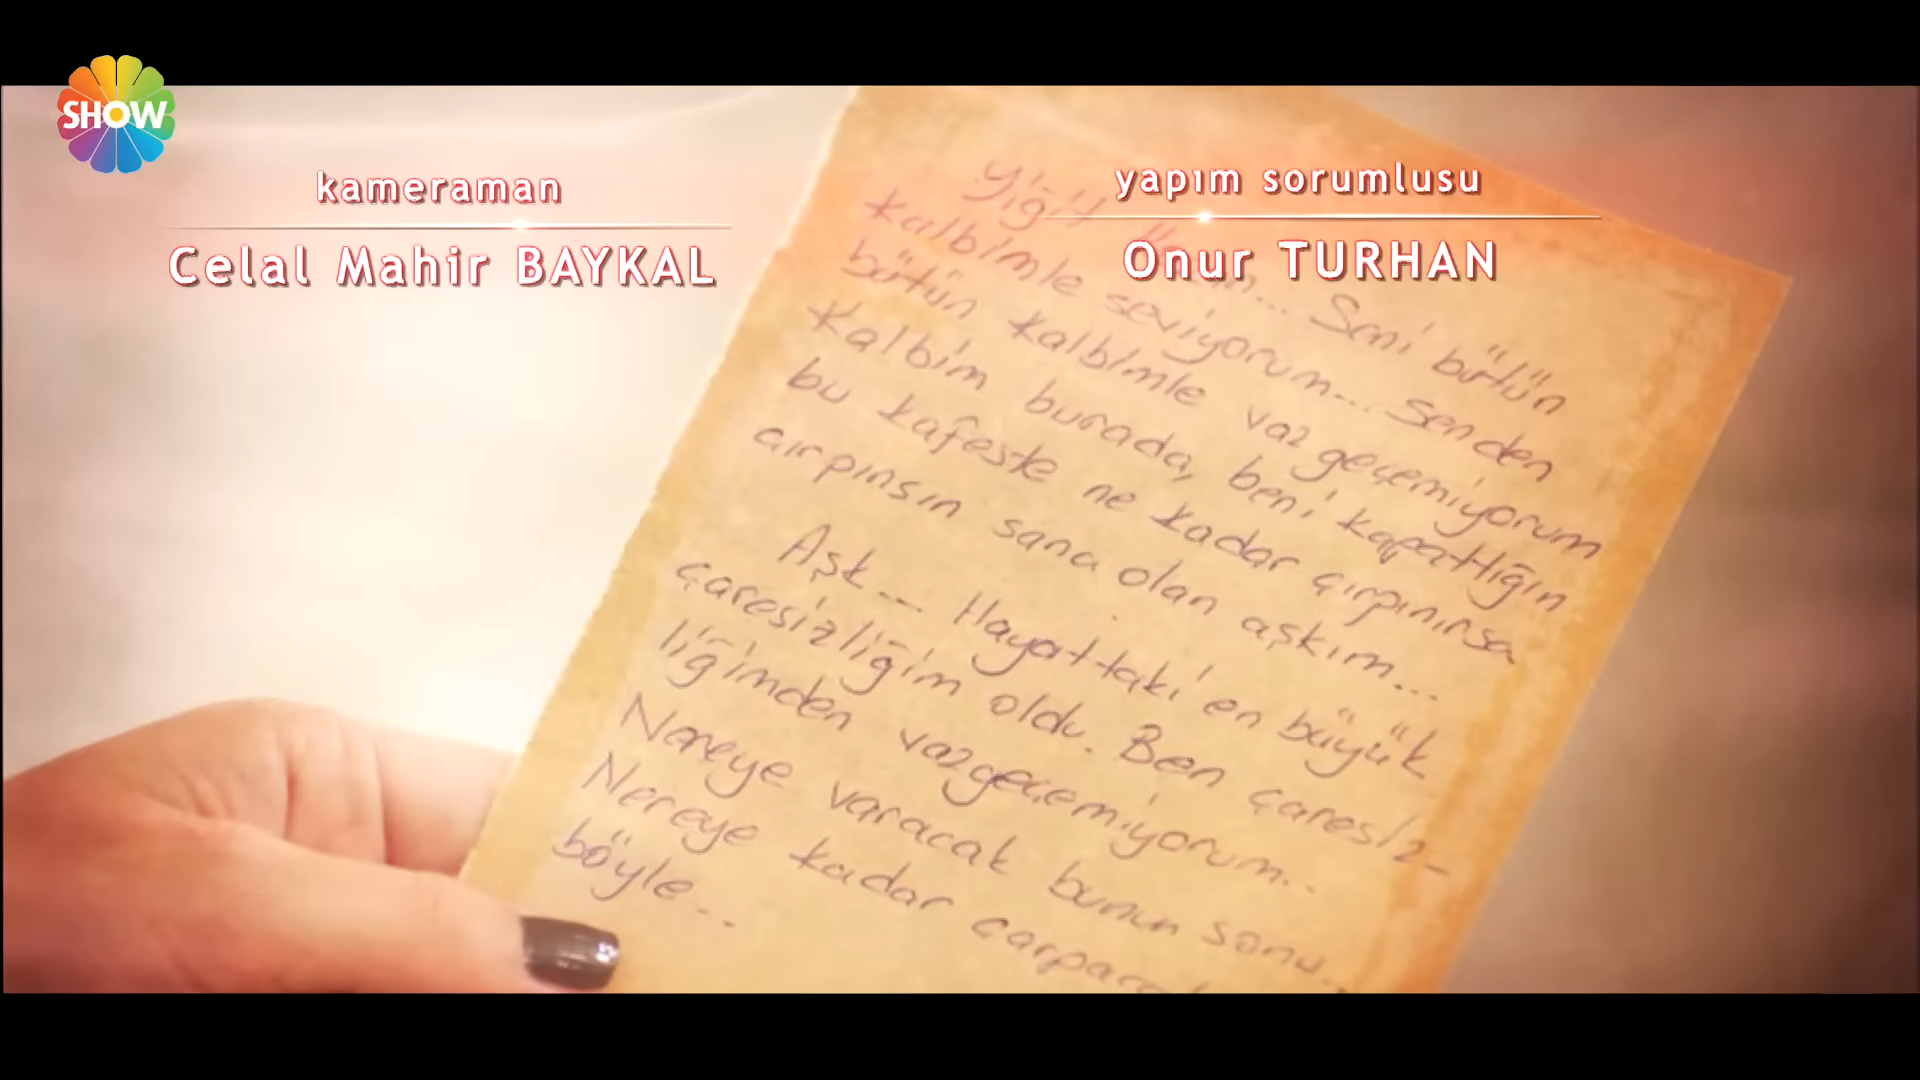 SHOW
kameraman
Celal Mahir BAYKAL
yapım sorumlusu
Onur TURHAN
Yiğit ... Seni bütün
kalbimle seviyorum... Senden
bütün kalbimle vazgeçemiyorum
Kalbim burada, beni kapattığın
bu kafeste ne kadar çırpınırsa
çırpınsın sana olan aşkım...
Aşk... Hayattaki en büyük
çaresizliğim oldu. Ben çaresiz-
liğimden vazgeçemiyorum..
Nereye varacak bunun sonu...
Nereye kadar
böyle..